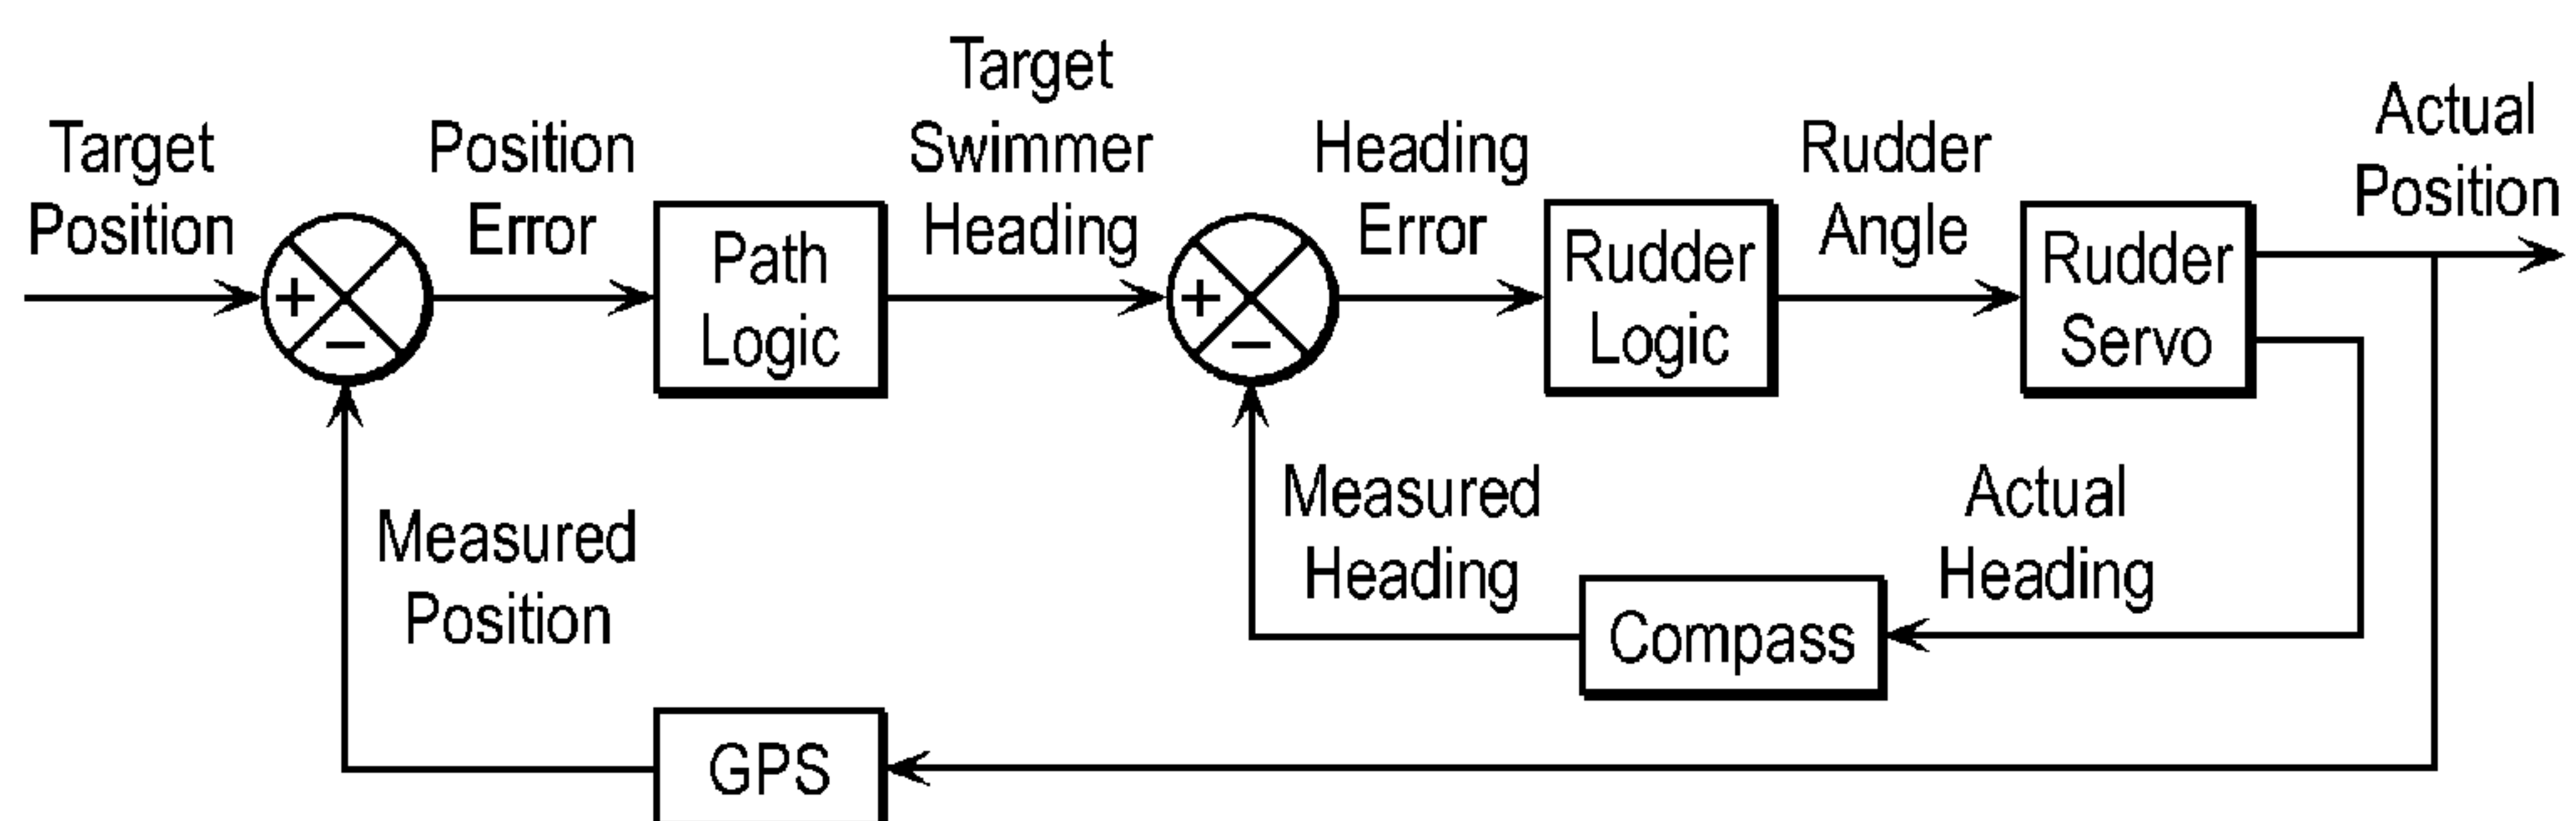 Target
Position
+
−
Position
Error
Path
Logic
Target
Swimmer
Heading
+
−
Heading
Error
Rudder
Logic
Rudder
Angle
Rudder
Servo
Actual
Position
Measured
Position
Measured
Heading
Compass
Actual
Heading
GPS